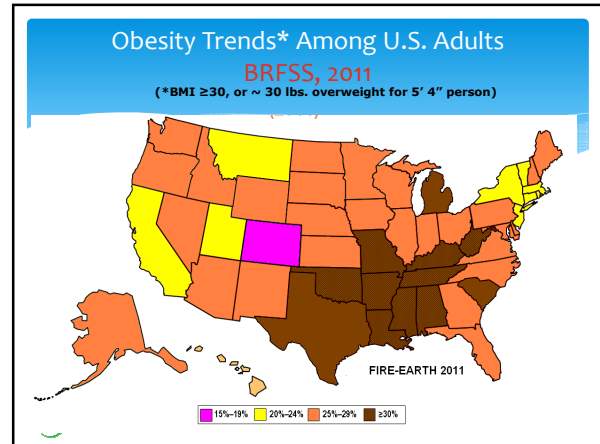 Obesity Trends* Among U.S. Adults
BRFSS, 2011
(*BMI ≥30, or ~ 30 lbs. overweight for 5’ 4” person)
FIRE-EARTH 2011
15%–19% 20%–24% 25%–29% ≥30%